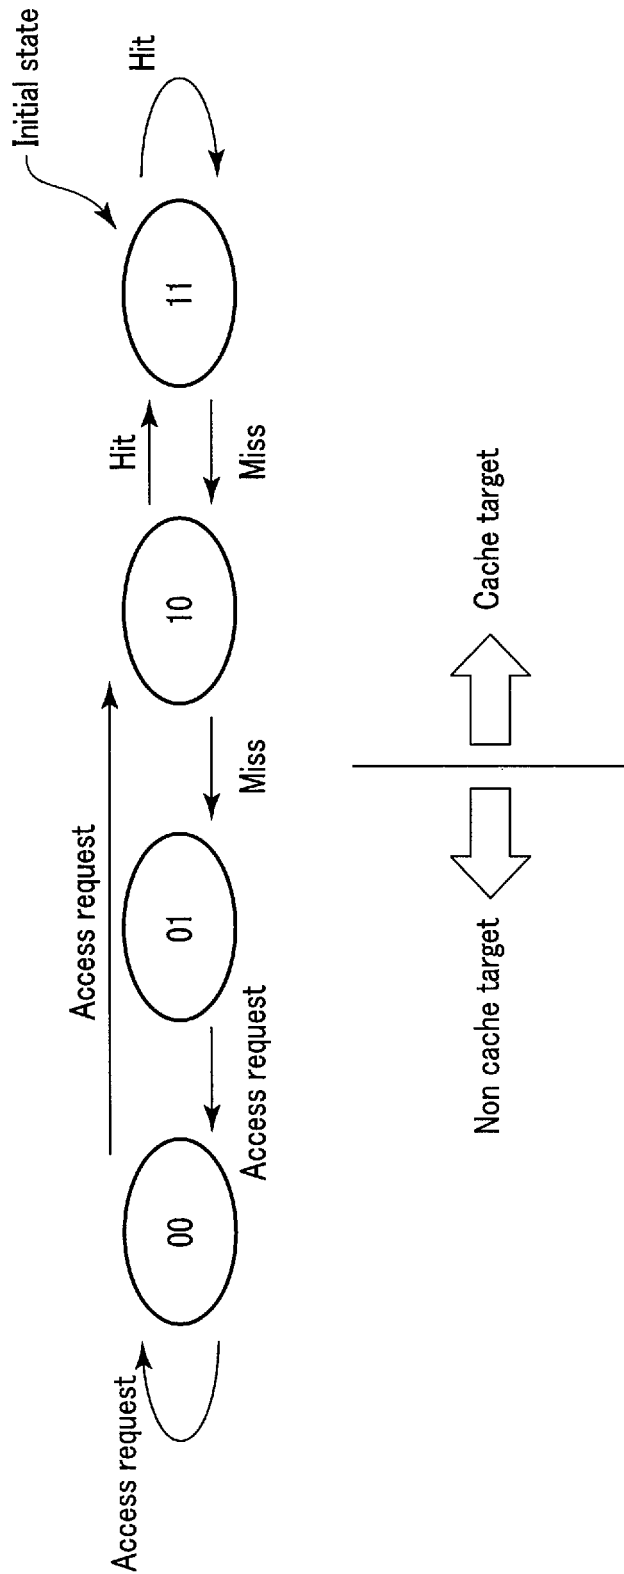 Initial state
Access request
Hit
Hit
Access request
00
01
10
11
Access request
Miss
Miss
Non cache target
Cache target